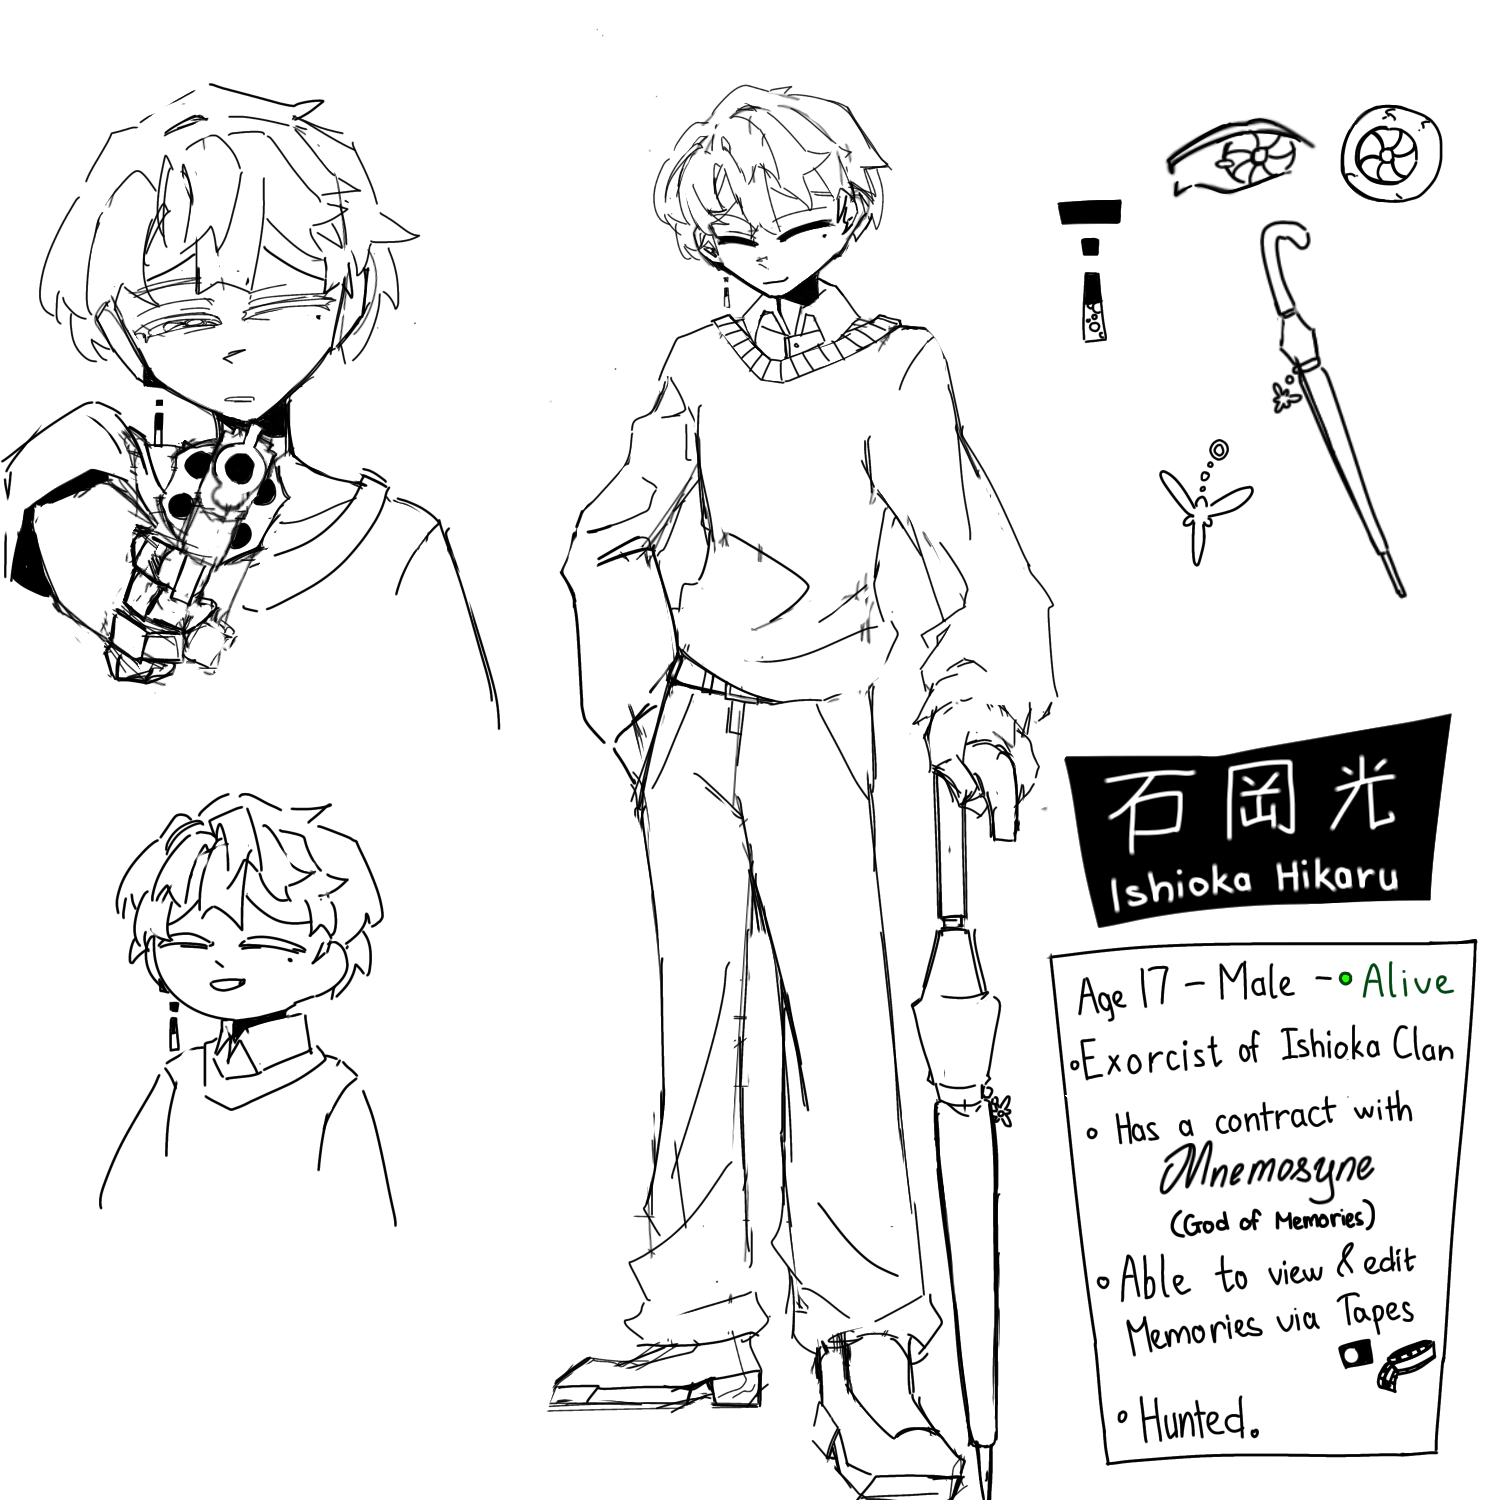 石岡光
Ishioka Hikaru
Age 17 - Male - Alive
Exorcist of Ishioka Clan
Has a contract with
Mnemosyne
(God of Memories)
Able to view & edit
Memories via Tapes
Hunted.